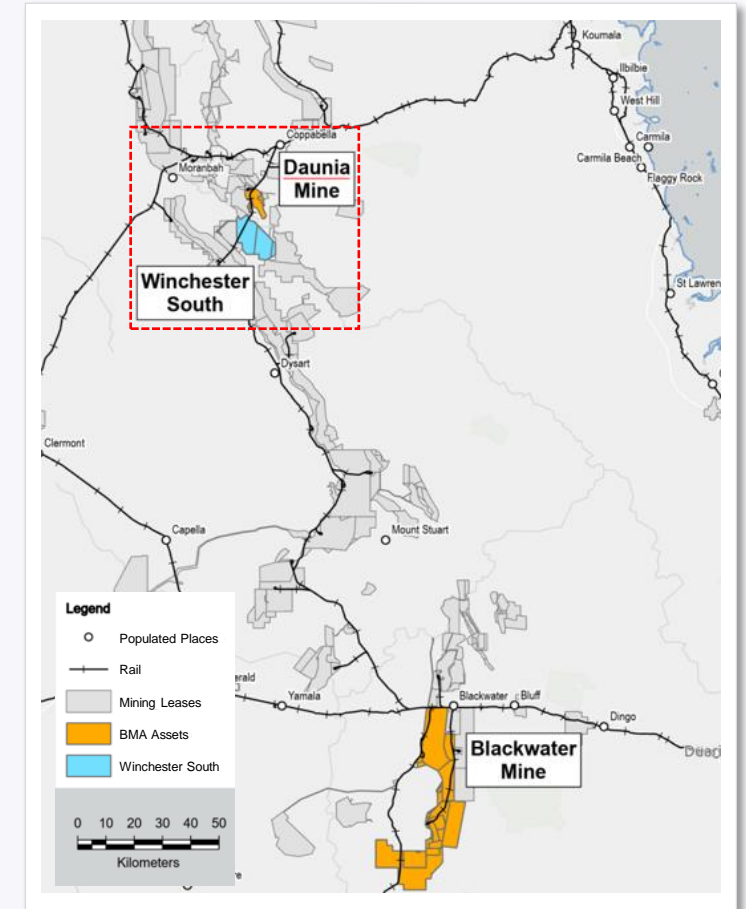 Koumala
Ilbilbie
West Hill
Carmila
Carmila Beach
Flaggy Rock
Coppabella
Moranbah
Daunia
Mine
Winchester
South
St Lawren
Dysart
Clermont
Capella
Mount Stuart
Legend
Populated Places
Rail
Mining Leases
BMA Assets
Winchester South
erald
Yamala
Blackwater
Bluff
Dingo
Blackwater
Mine
0 10 20 30 40 50
Kilometers